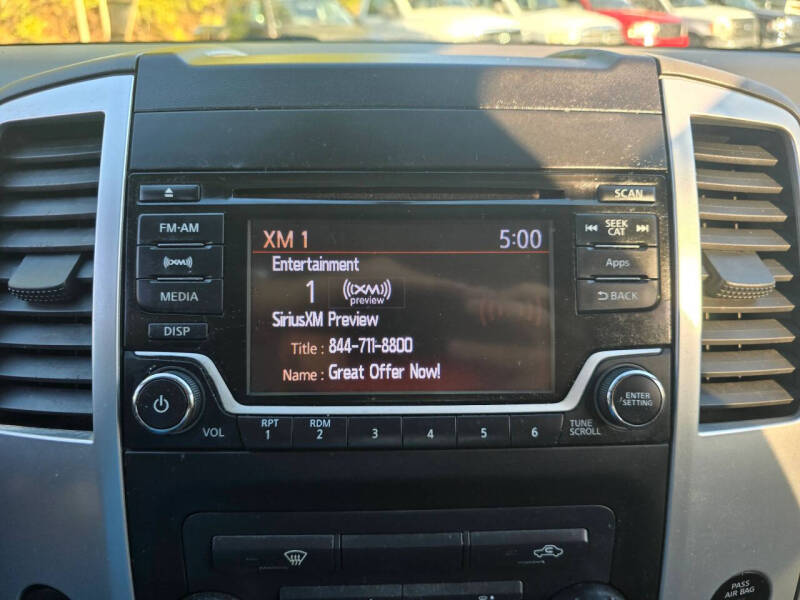 SCAN
FM·AM
SEEK
CAT
XM 1 5:00
Entertainment
((XM))
1 ((XM))
preview
Apps
MEDIA
BACK
SiriusXM Preview
DISP
Title : 844-711-8800
Name : Great Offer Now!
ENTER
SETTING
VOL
RPT
1
RDM
2
3
4
5
6
TUNE
SCROLL
PASS
AIR BAG